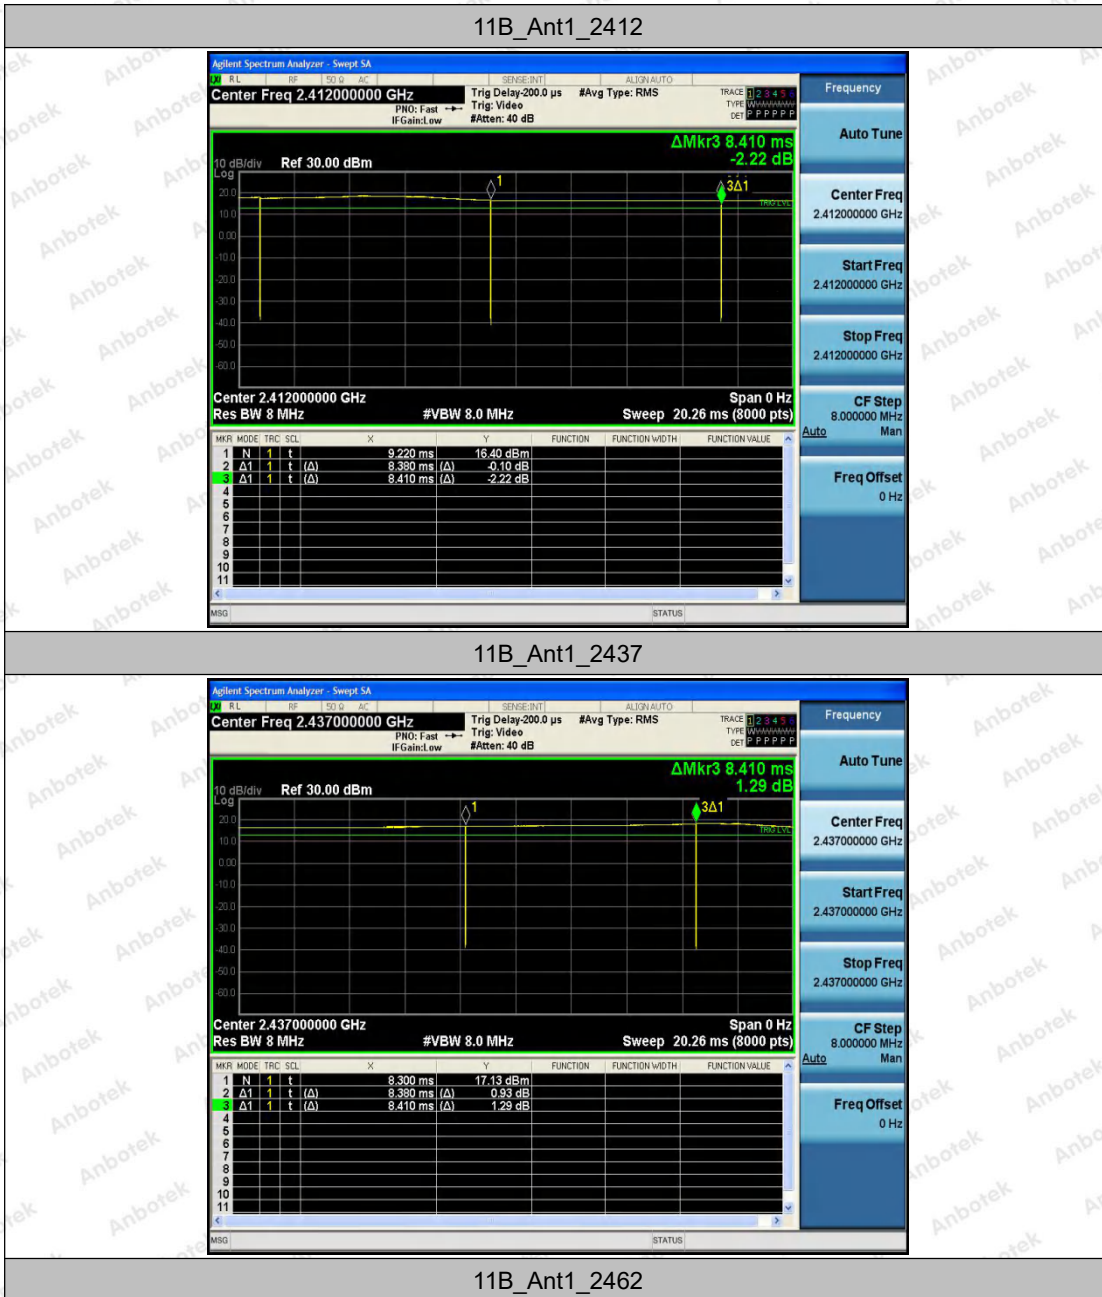 11B_Ant1_2412
Agilent Spectrum Analyzer - Swept SA
RL RF 50 Ω AC SENSE:INT ALIGN AUTO
Center Freq 2.412000000 GHz
PNO: Fast
IFGain:Low
Trig Delay-200.0 µs
Trig: Video
#Atten: 40 dB
#Avg Type: RMS
TRACE 1 2 3 4 5 6
TYPE
DET P P P P P P
ΔMkr3 8.410 ms
-2.22 dB
10 dB/div Ref 30.00 dBm
Log
20.0
10.0
0.00
-10.0
-20.0
-30.0
-40.0
-50.0
-60.0
1
3Δ1
TRIG LVL
Center 2.412000000 GHz Span 0 Hz
Res BW 8 MHz #VBW 8.0 MHz Sweep 20.26 ms (8000 pts)
MKR MODE TRC SCL X Y FUNCTION FUNCTION WIDTH FUNCTION VALUE
1 N 1 t 9.220 ms 16.40 dBm
2 Δ1 1 t (Δ) 8.380 ms (Δ) -0.10 dB
3 Δ1 1 t (Δ) 8.410 ms (Δ) -2.22 dB
4
5
6
7
8
9
10
11
MSG STATUS
Frequency
Auto Tune
Center Freq
2.412000000 GHz
Start Freq
2.412000000 GHz
Stop Freq
2.412000000 GHz
CF Step
8.000000 MHz
Auto Man
Freq Offset
0 Hz
11B_Ant1_2437
Agilent Spectrum Analyzer - Swept SA
RL RF 50 Ω AC SENSE:INT ALIGN AUTO
Center Freq 2.437000000 GHz
PNO: Fast
IFGain:Low
Trig Delay-200.0 µs
Trig: Video
#Atten: 40 dB
#Avg Type: RMS
TRACE 1 2 3 4 5 6
TYPE
DET P P P P P P
ΔMkr3 8.410 ms
1.29 dB
10 dB/div Ref 30.00 dBm
Log
20.0
10.0
0.00
-10.0
-20.0
-30.0
-40.0
-50.0
-60.0
1
3Δ1
TRIG LVL
Center 2.437000000 GHz Span 0 Hz
Res BW 8 MHz #VBW 8.0 MHz Sweep 20.26 ms (8000 pts)
MKR MODE TRC SCL X Y FUNCTION FUNCTION WIDTH FUNCTION VALUE
1 N 1 t 8.300 ms 17.13 dBm
2 Δ1 1 t (Δ) 8.380 ms (Δ) 0.93 dB
3 Δ1 1 t (Δ) 8.410 ms (Δ) 1.29 dB
4
5
6
7
8
9
10
11
MSG STATUS
Frequency
Auto Tune
Center Freq
2.437000000 GHz
Start Freq
2.437000000 GHz
Stop Freq
2.437000000 GHz
CF Step
8.000000 MHz
Auto Man
Freq Offset
0 Hz
11B_Ant1_2462